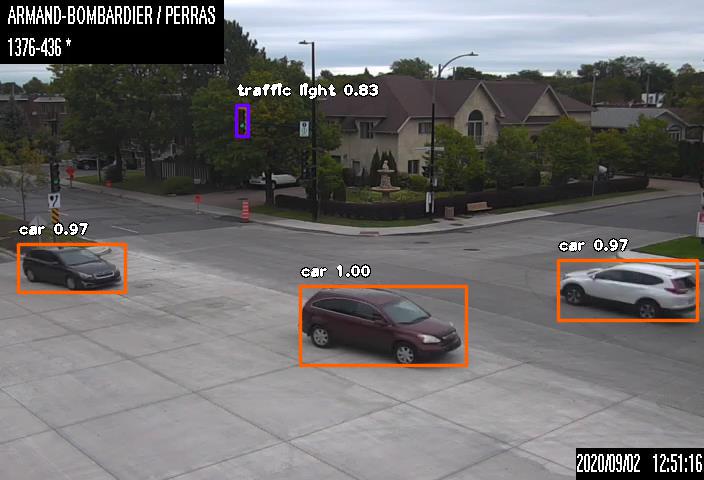 ARMAND-BOMBARDIER / PERRAS
1376-436 *
traffic light 0.83
97
car 0.97
car 0.97
car 1.00
2020/09/02 12:51:16